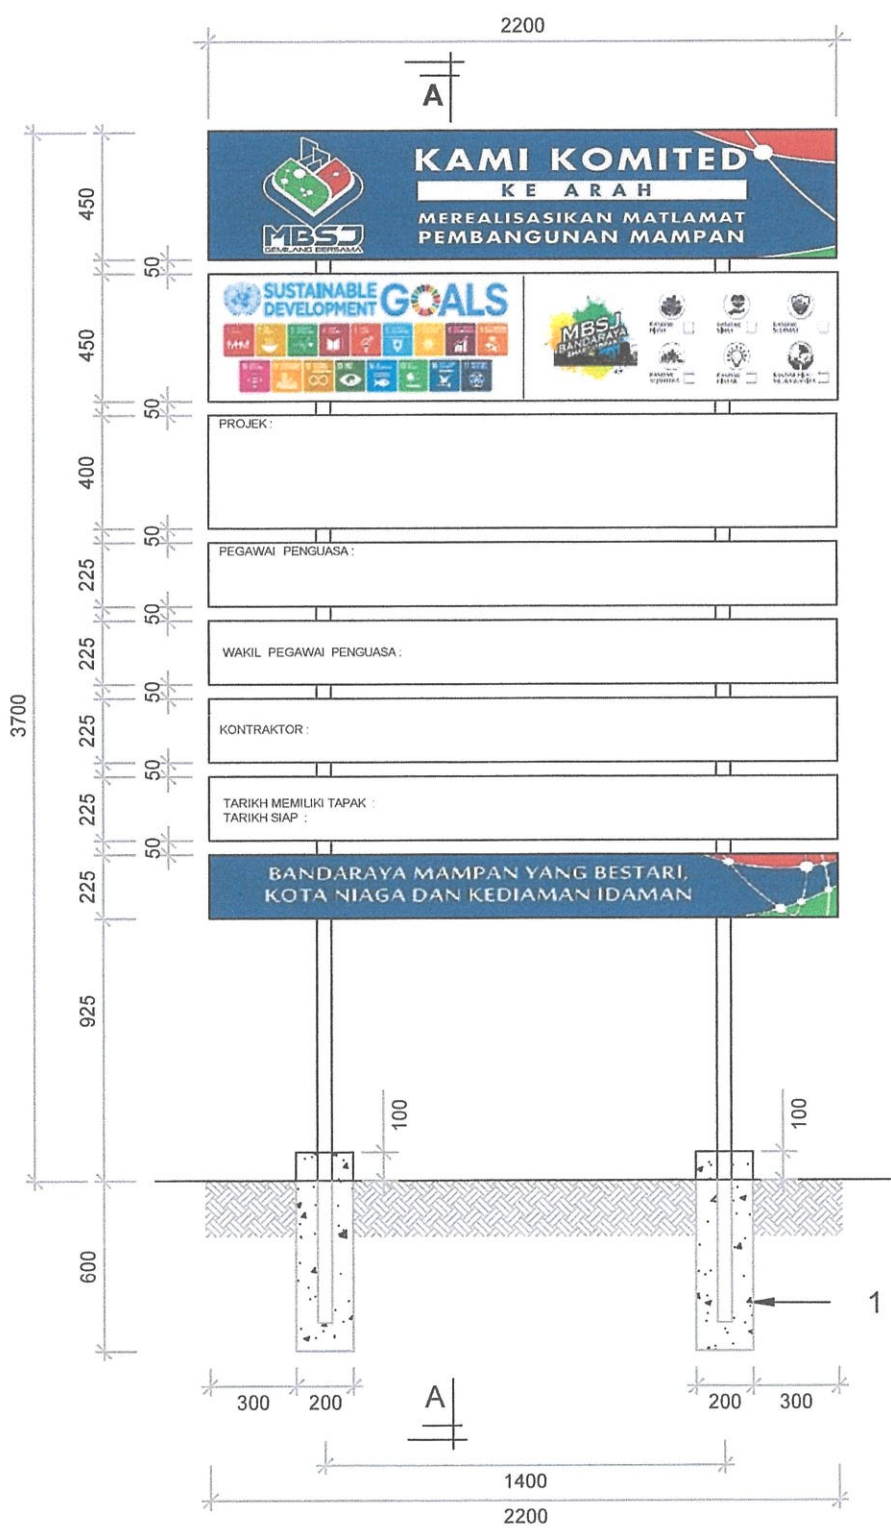 2200
A
KAMI KOMITED
KE ARAH
MEREALISASIKAN MATLAMAT
PEMBANGUNAN MAMPAN
MBSJ
GEMILANG BERSAMA
450
50
SUSTAINABLE
DEVELOPMENT
GOALS
MBSJ
BANDARAYA
450
50
PROJEK :
400
50
PEGAWAI PENGUASA :
225
50
WAKIL PEGAWAI PENGUASA :
225
50
3700
KONTRAKTOR :
225
50
TARIKH MEMILIKI TAPAK :
TARIKH SIAP :
225
50
BANDARAYA MAMPAN YANG BESTARI,
KOTA NIAGA DAN KEDIAMAN IDAMAN
225
925
100
100
600
1
300
200
A
200
300
1400
2200